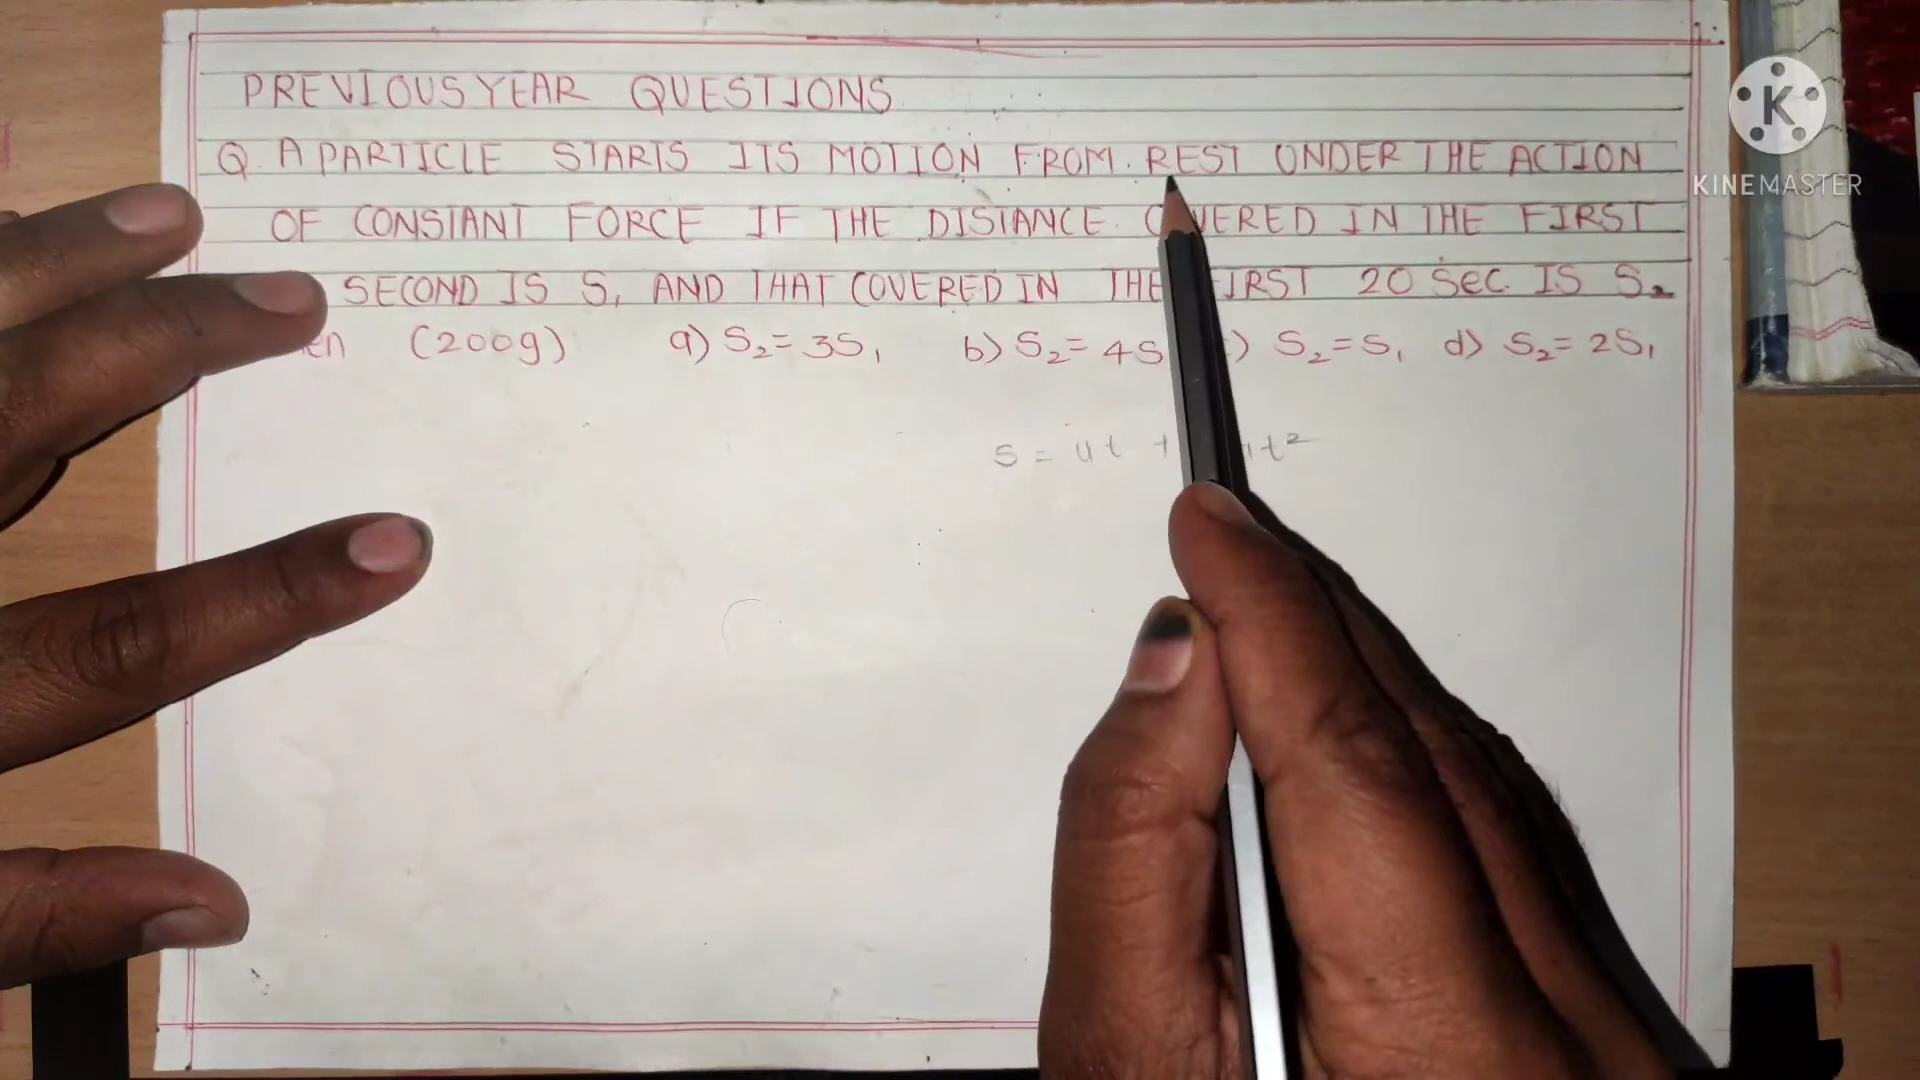 PREVIOUS YEAR QUESTIONS
Q. A PARTICLE STARTS ITS MOTION FROM REST UNDER THE ACTION
OF CONSTANT FORCE IF THE DISTANCE COVERED IN THE FIRST
SECOND IS S₁ AND THAT COVERED IN THE FIRST 20 Sec. IS S₂
(2009) a) S₂ = 3S₁ b) S₂ = 4S ) S₂ = S₁ d) S₂ = 2S₁
S = ut + t²
K
KINEMASTER